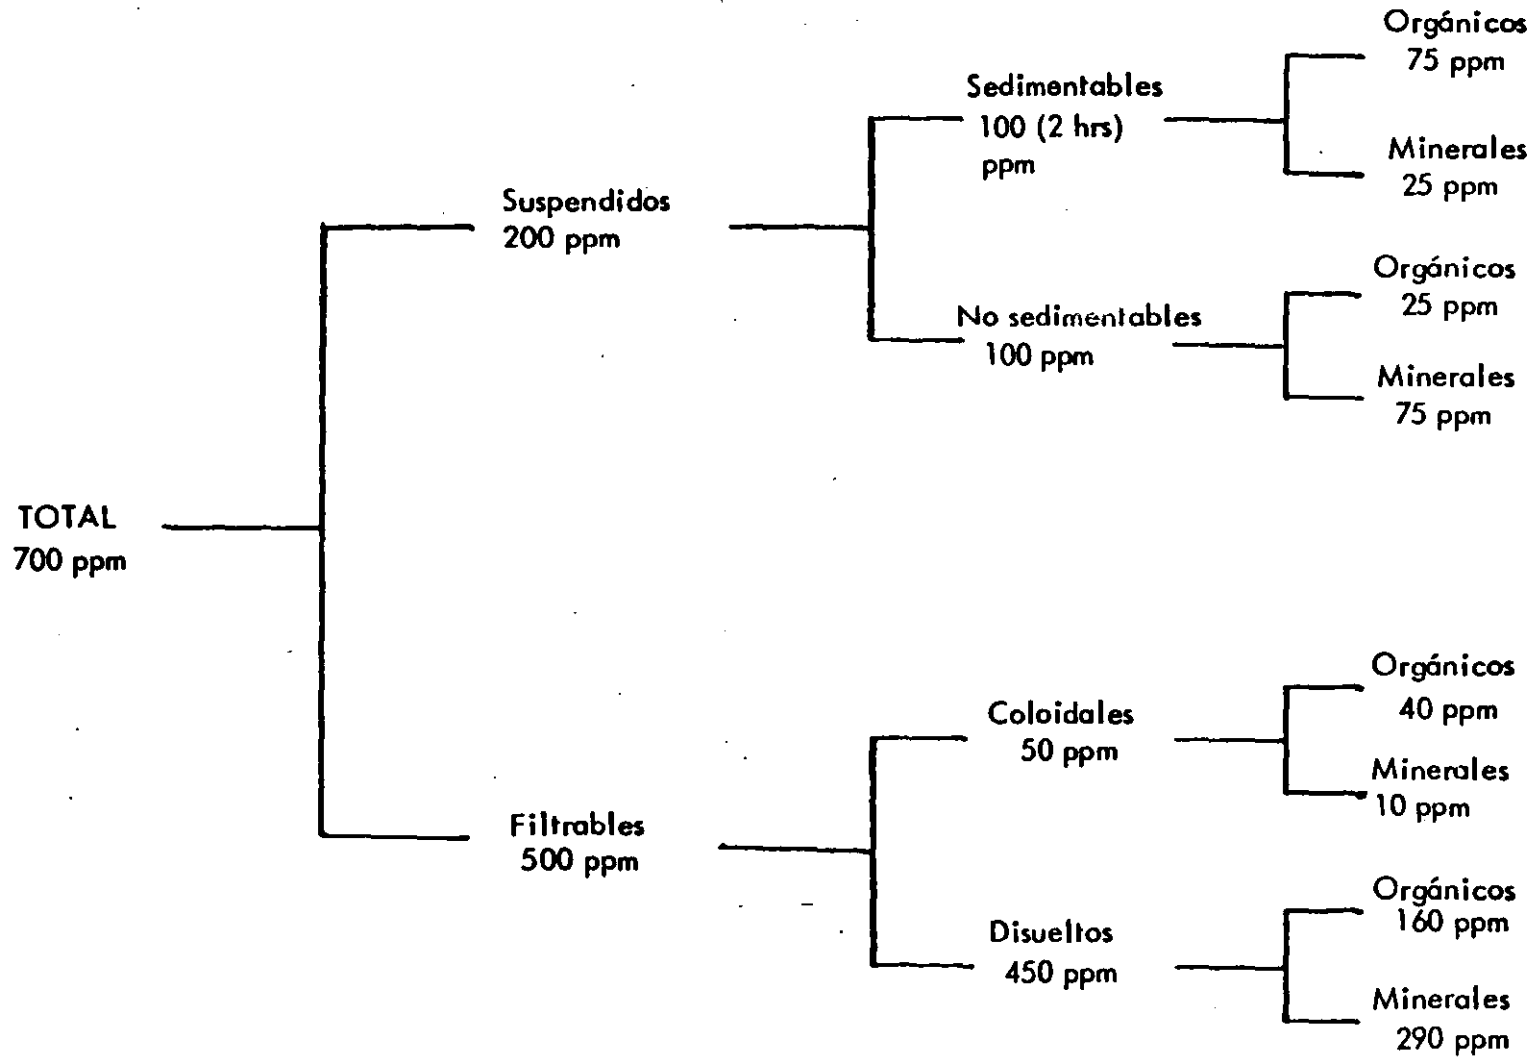 TOTAL
700 ppm
Suspendidos
200 ppm
Sedimentables
100 (2 hrs)
ppm
Orgánicos
75 ppm
Minerales
25 ppm
No sedimentables
100 ppm
Orgánicos
25 ppm
Minerales
75 ppm
Filtrables
500 ppm
Coloidales
50 ppm
Orgánicos
40 ppm
Minerales
10 ppm
Disueltos
450 ppm
Orgánicos
160 ppm
Minerales
290 ppm